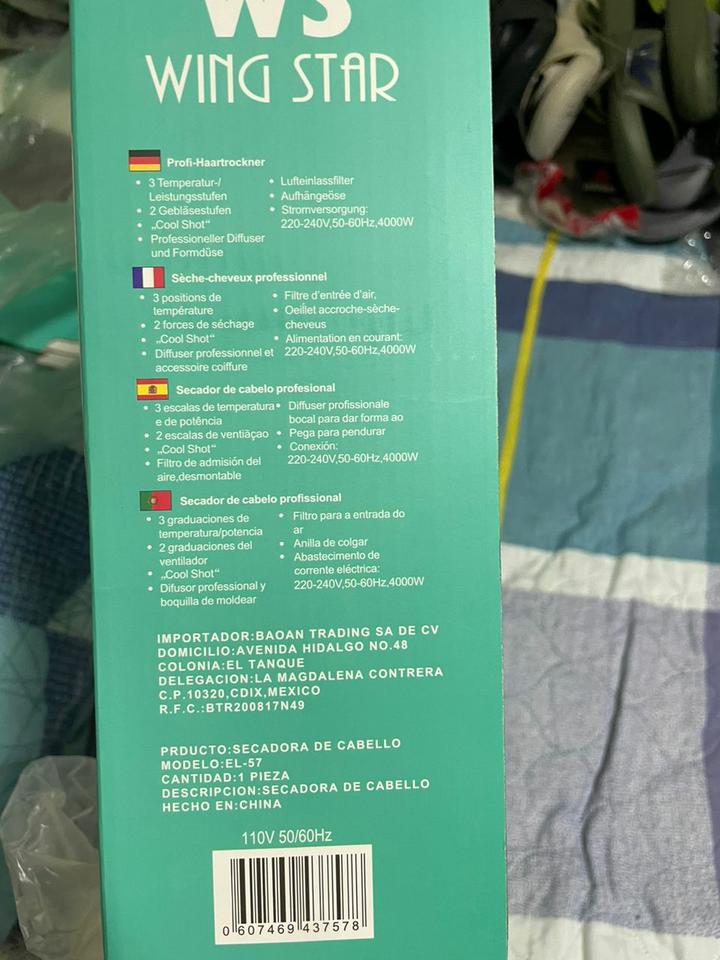 WS
WING STAR
Profi-Haartrockner
• 3 Temperatur-/
Leistungsstufen
• 2 Gebläsestufen
• „Cool Shot“
• Professioneller Diffuser
und Formdüse
• Lufteinlassfilter
• Aufhängeöse
• Stromversorgung:
220-240V,50-60Hz,4000W
Sèche-cheveux professionnel
• 3 positions de
température
• 2 forces de séchage
• „Cool Shot“
• Diffuser professionnel et
accessoire coiffure
• Filtre d'entrée d'air,
• Oeillet accroche-sèche-
cheveus
• Alimentation en courant:
220-240V,50-60Hz,4000W
Secador de cabelo profesional
• 3 escalas de temperatura
e de potência
• 2 escalas de ventiàçao
• „Cool Shot“
• Filtro de admisión del
aire,desmontable
• Diffuser profissionale
bocal para dar forma ao
• Pega para pendurar
• Conexión:
220-240V,50-60Hz,4000W
Secador de cabelo profissional
• 3 graduaciones de
temperatura/potencia
• 2 graduaciones del
ventilador
• „Cool Shot“
• Difusor professional y
boquilla de moldear
• Filtro para a entrada do
ar
• Anilla de colgar
• Abastecimento de
corrente eléctrica:
220-240V,50-60Hz,4000W
IMPORTADOR:BAOAN TRADING SA DE CV
DOMICILIO:AVENIDA HIDALGO NO.48
COLONIA:EL TANQUE
DELEGACION:LA MAGDALENA CONTRERA
C.P.10320,CDIX,MEXICO
R.F.C.:BTR200817N49
PRDUCTO:SECADORA DE CABELLO
MODELO:EL-57
CANTIDAD:1 PIEZA
DESCRIPCION:SECADORA DE CABELLO
HECHO EN:CHINA
110V 50/60Hz
0 607469 437578